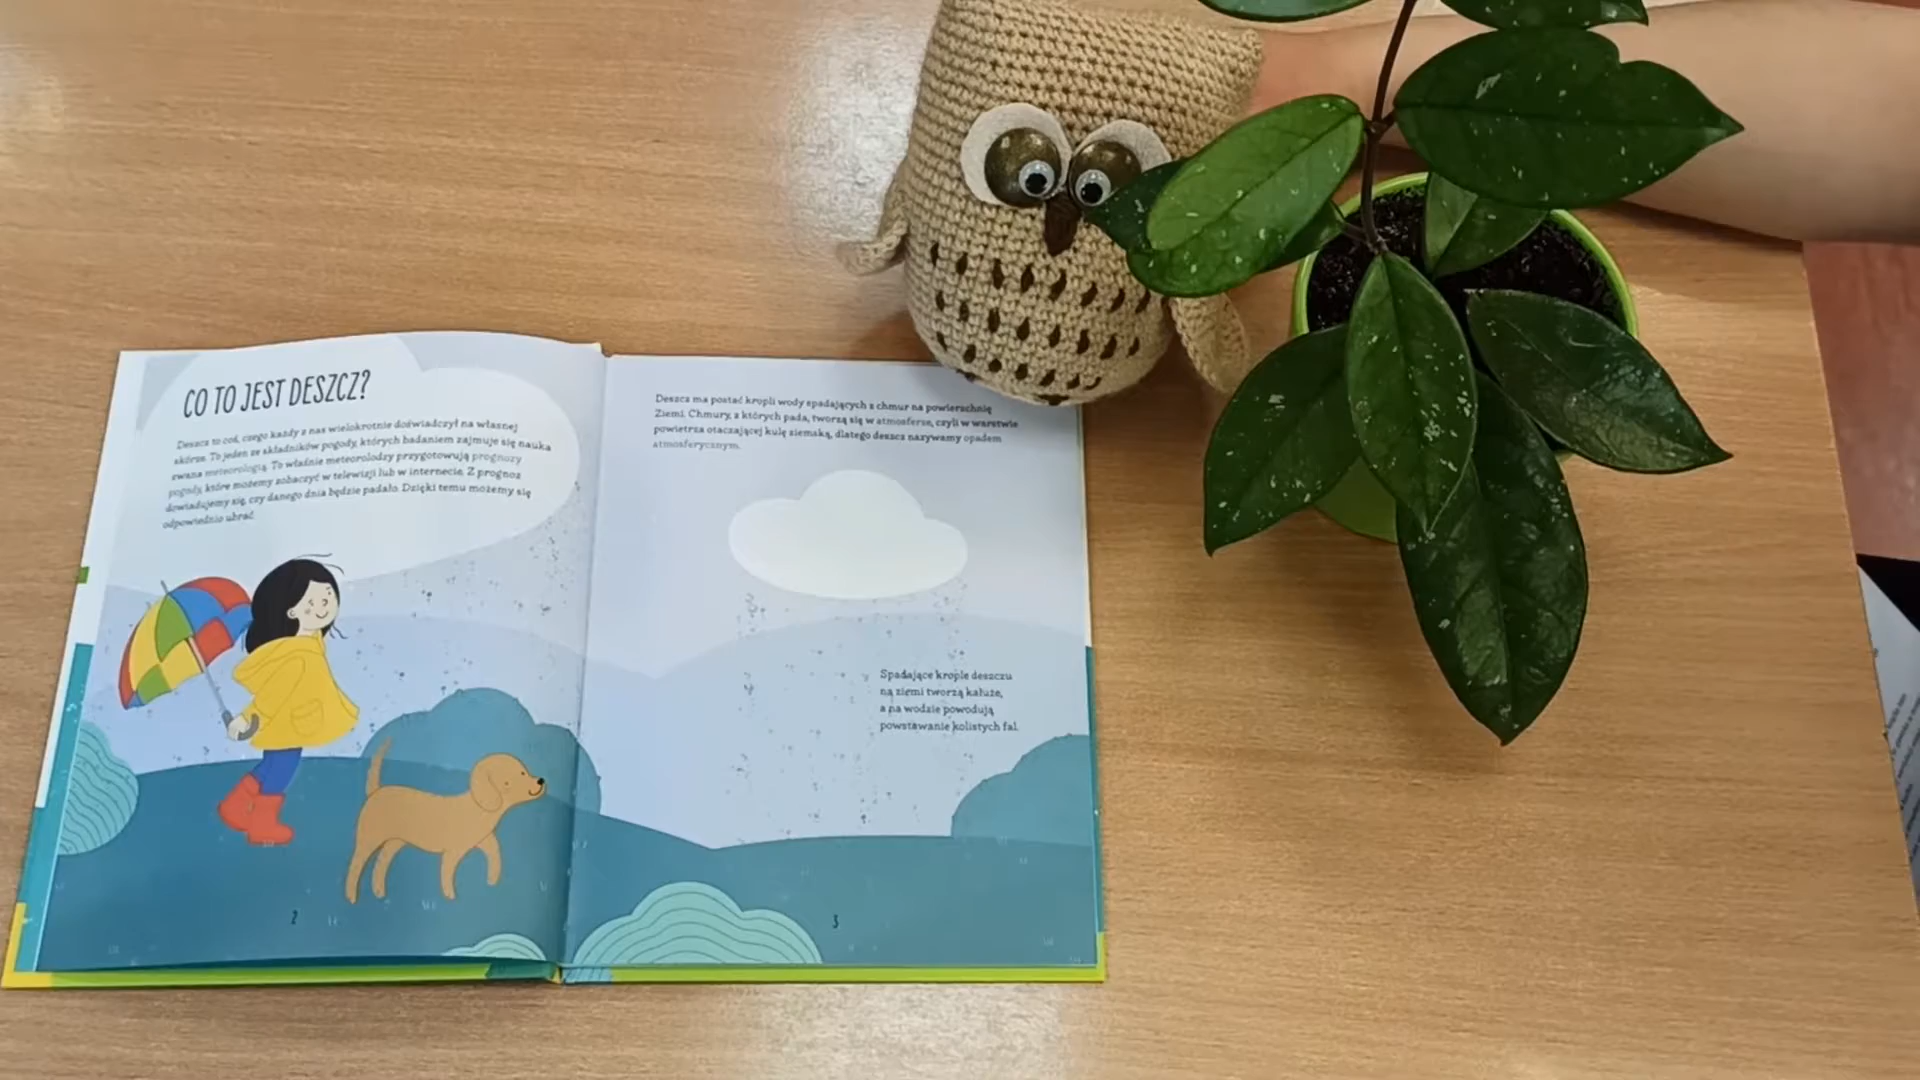 CO TO JEST DESZCZ?
Deszcz to coś, czego każdy z nas wielokrotnie doświadczył na własnej
skórze. To jeden ze składników pogody, których badaniem zajmuje się nauka
zwana meteorologią. To właśnie meteorolodzy przygotowują prognozy
pogody, które możemy zobaczyć w telewizji lub w internecie. Z prognoz
dowiadujemy się, czy danego dnia będzie padało. Dzięki temu możemy się
odpowiednio ubrać.
2
Deszcz ma postać kropli wody spadających z chmur na powierzchnię
Ziemi. Chmury, z których pada, tworzą się w atmosferze, czyli w warstwie
powietrza otaczającej kulę ziemską, dlatego deszcz nazywamy opadem
atmosferycznym.
Spadające krople deszczu
na ziemi tworzą kałuże,
a na wodzie powodują
powstawanie kolistych fal.
3